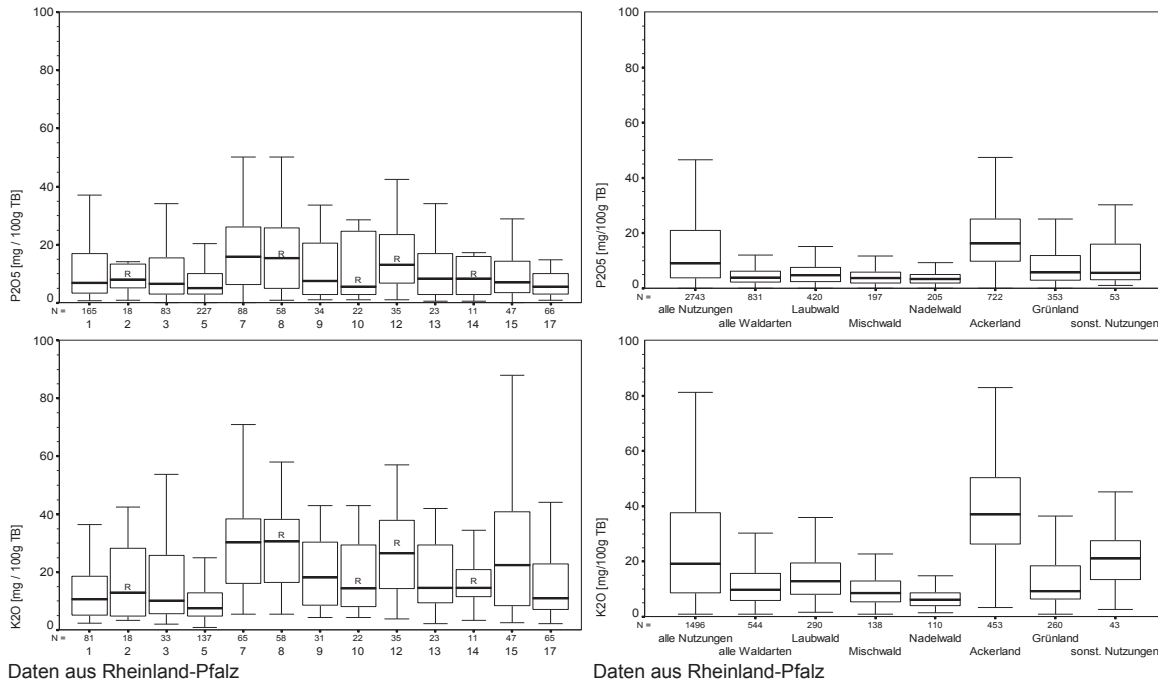 100
80
60
40
20
0
P2O5 [mg / 100g TB]
R R R R R
N = 165 18 83 227 88 58 34 22 35 23 11 47 66
1 2 3 5 7 8 9 10 12 13 14 15 17
100
80
60
40
20
0
P2O5 [mg/100g TB]
N = 2743 831 420 197 205 722 353 53
alle Nutzungen Laubwald Nadelwald Grünland
alle Waldarten Mischwald Ackerland sonst. Nutzungen
100
80
60
40
20
0
K2O [mg / 100g TB]
R R R R R
N = 81 18 33 137 65 58 31 22 35 23 11 47 65
1 2 3 5 7 8 9 10 12 13 14 15 17
Daten aus Rheinland-Pfalz
100
80
60
40
20
0
K2O [mg/100g TB]
N = 1496 544 290 138 110 453 260 43
alle Nutzungen Laubwald Nadelwald Grünland
alle Waldarten Mischwald Ackerland sonst. Nutzungen
Daten aus Rheinland-Pfalz